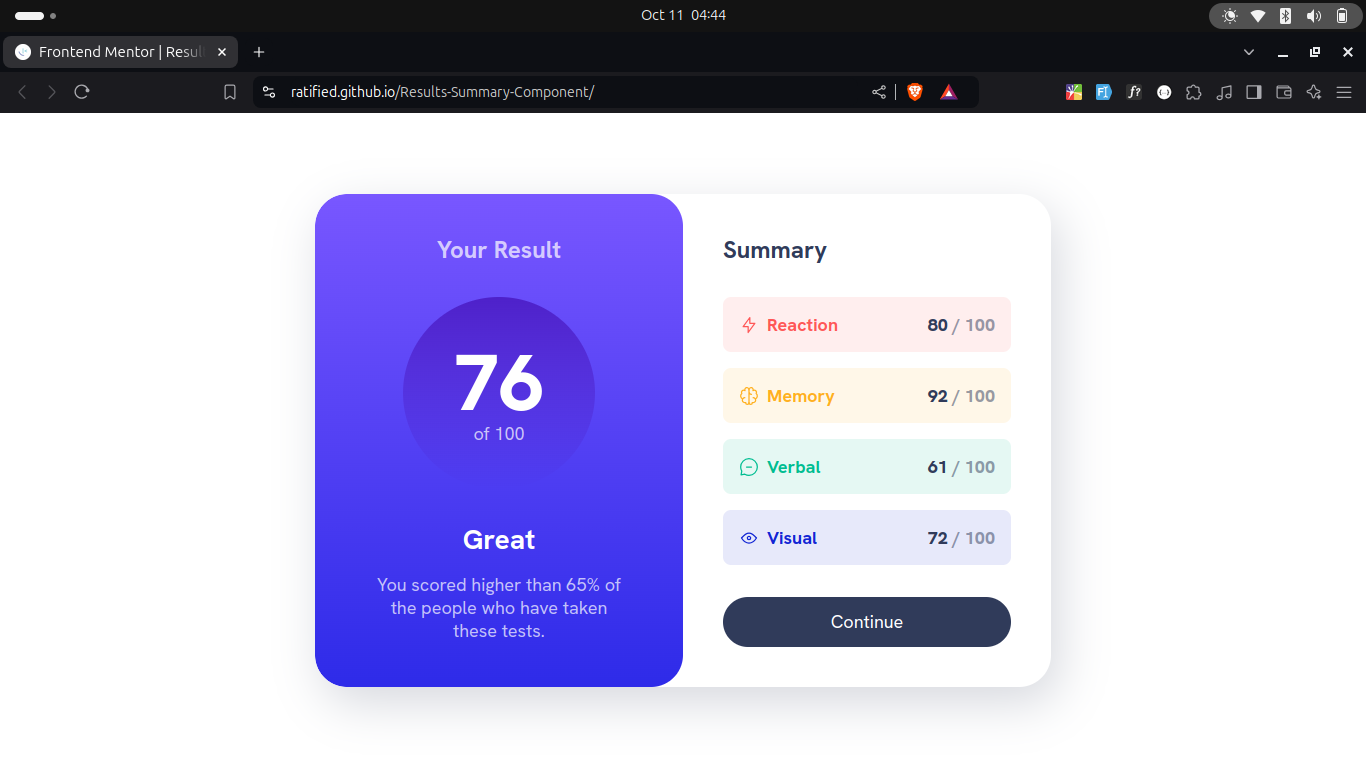 Oct 11 04:44
Frontend Mentor | Resul
ratified.github.io/Results-Summary-Component/
Your Result
76
of 100
Great
You scored higher than 65% of
the people who have taken
these tests.
Summary
Reaction 80 / 100
Memory 92 / 100
Verbal 61 / 100
Visual 72 / 100
Continue